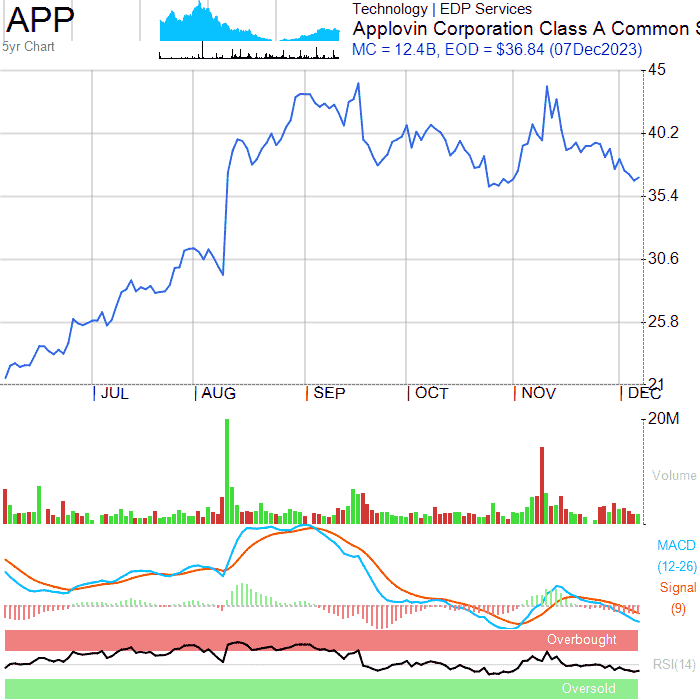 APP
5yr Chart
Technology | EDP Services
Applovin Corporation Class A Common S
MC = 12.4B, EOD = $36.84 (07Dec2023)
45
40.2
35.4
30.6
25.8
21
JUL AUG SEP OCT NOV DEC
20M
Volume
MACD
(12-26)
Signal
(9)
Overbought
RSI(14)
Oversold